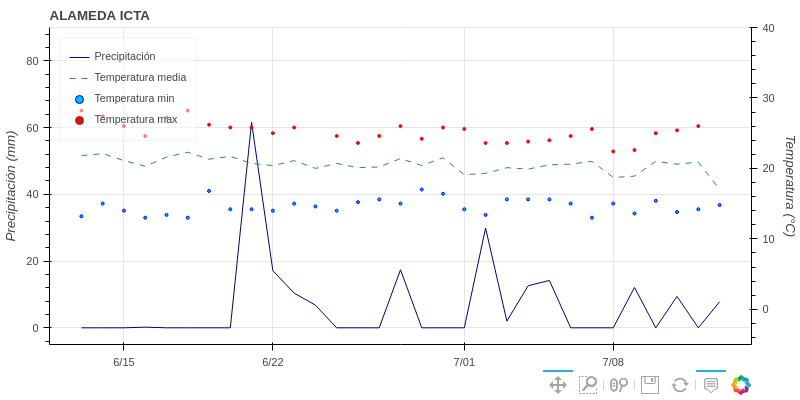 ALAMEDA ICTA
Precipitación
Temperatura media
Temperatura min
Temperatura max
Precipitación (mm)
80
60
40
20
0
Temperatura (°C)
40
30
20
10
0
6/15
6/22
7/01
7/08